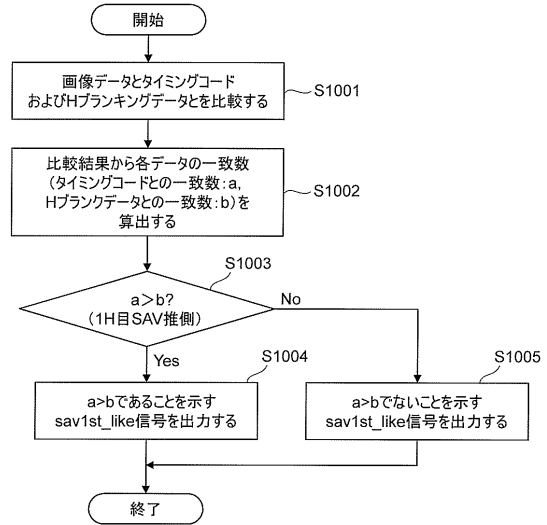 開始
画像データとタイミングコード
およびHブランキングデータとを比較する
S1001
比較結果から各データの一致数
(タイミングコードとの一致数:a,
Hブランクデータとの一致数:b)を
算出する
S1002
S1003
a>b?
(1H目SAV推側)
No
Yes
S1004
a>bであることを示す
sav1st_like信号を出力する
S1005
a>bでないことを示す
sav1st_like信号を出力する
終了